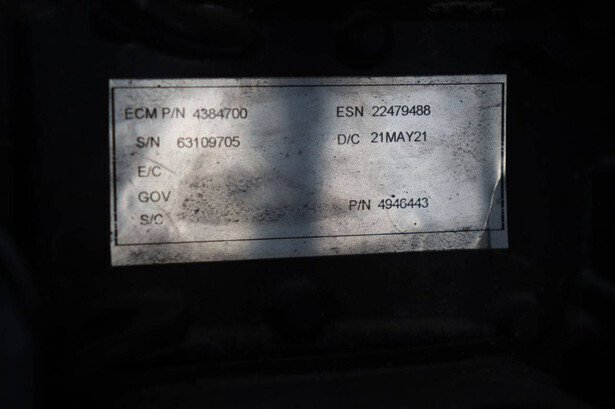 ECM P/N 4384700 ESN 22479488
S/N 63109705 D/C 21MAY21
E/C
GOV
S/C P/N 4946443